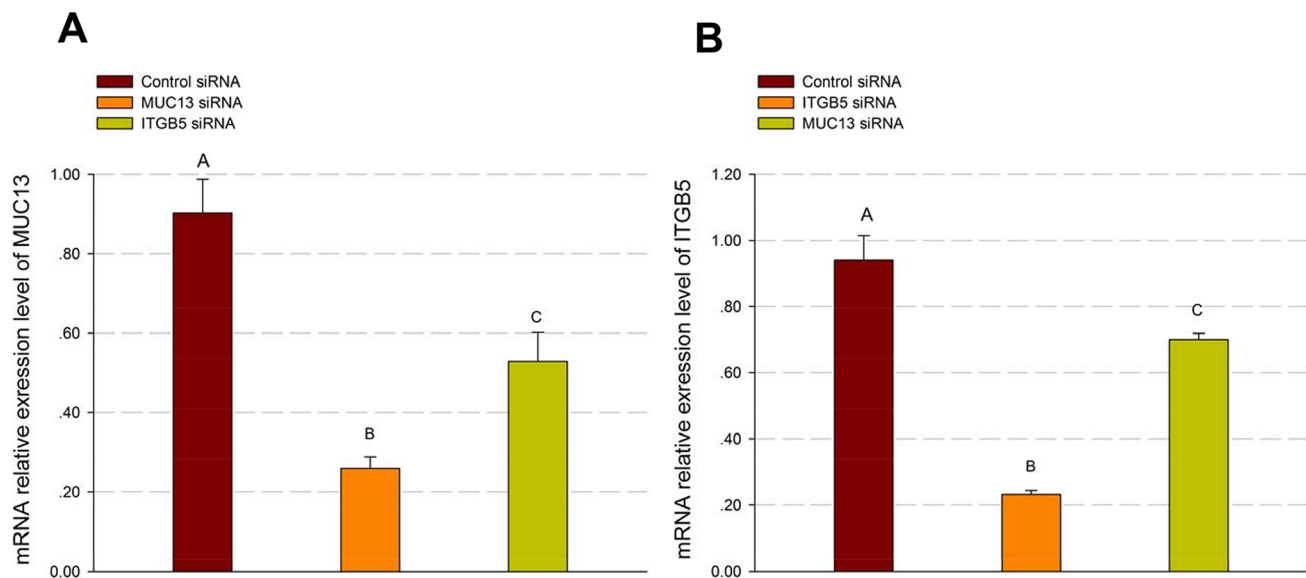 A
Control siRNA
MUC13 siRNA
ITGB5 siRNA
mRNA relative exression level of MUC13
1.00
.80
.60
.40
.20
0.00
A
B
C
B
Control siRNA
ITGB5 siRNA
MUC13 siRNA
mRNA relative exression level of ITGB5
1.20
1.00
.80
.60
.40
.20
0.00
A
B
C